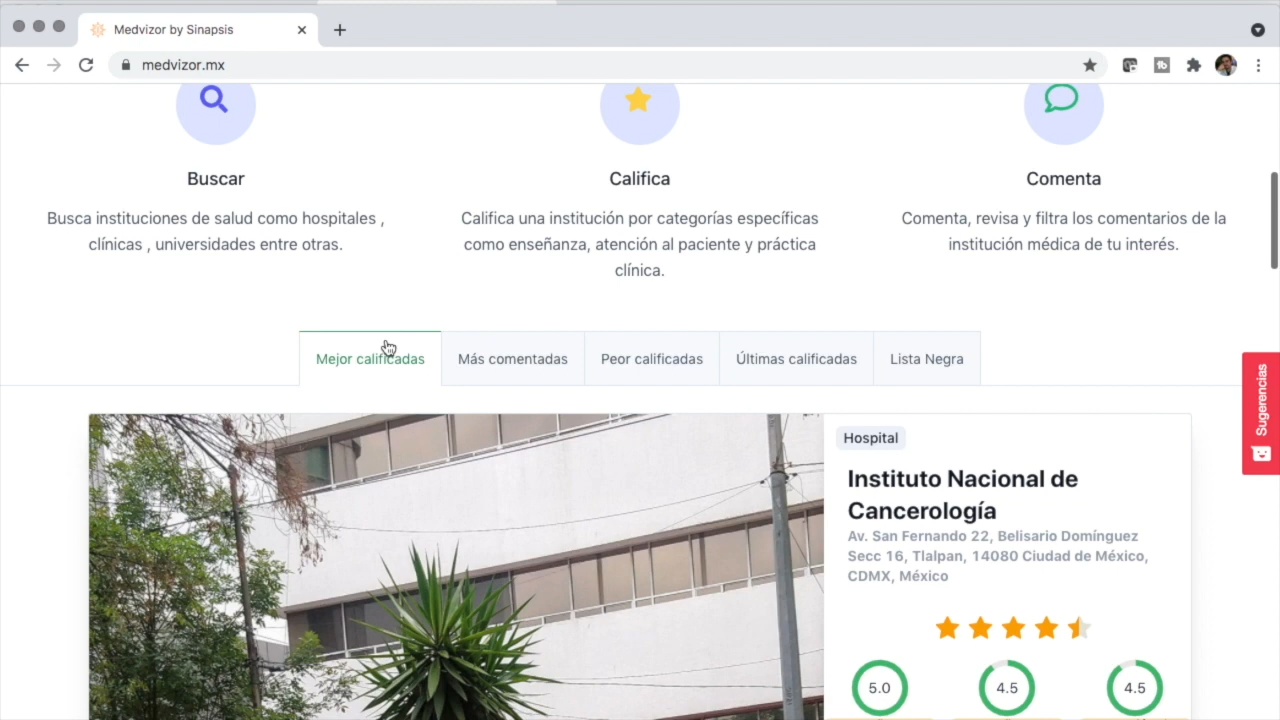 Medvizor by Sinapsis
medvizor.mx
Buscar
Busca instituciones de salud como hospitales ,
clínicas , universidades entre otras.
Califica
Califica una institución por categorías específicas
como enseñanza, atención al paciente y práctica
clínica.
Comenta
Comenta, revisa y filtra los comentarios de la
institución médica de tu interés.
Mejor calificadas
Más comentadas
Peor calificadas
Últimas calificadas
Lista Negra
Sugerencias
Hospital
Instituto Nacional de
Cancerología
Av. San Fernando 22, Belisario Domínguez
Secc 16, Tlalpan, 14080 Ciudad de México,
CDMX, México
5.0
4.5
4.5